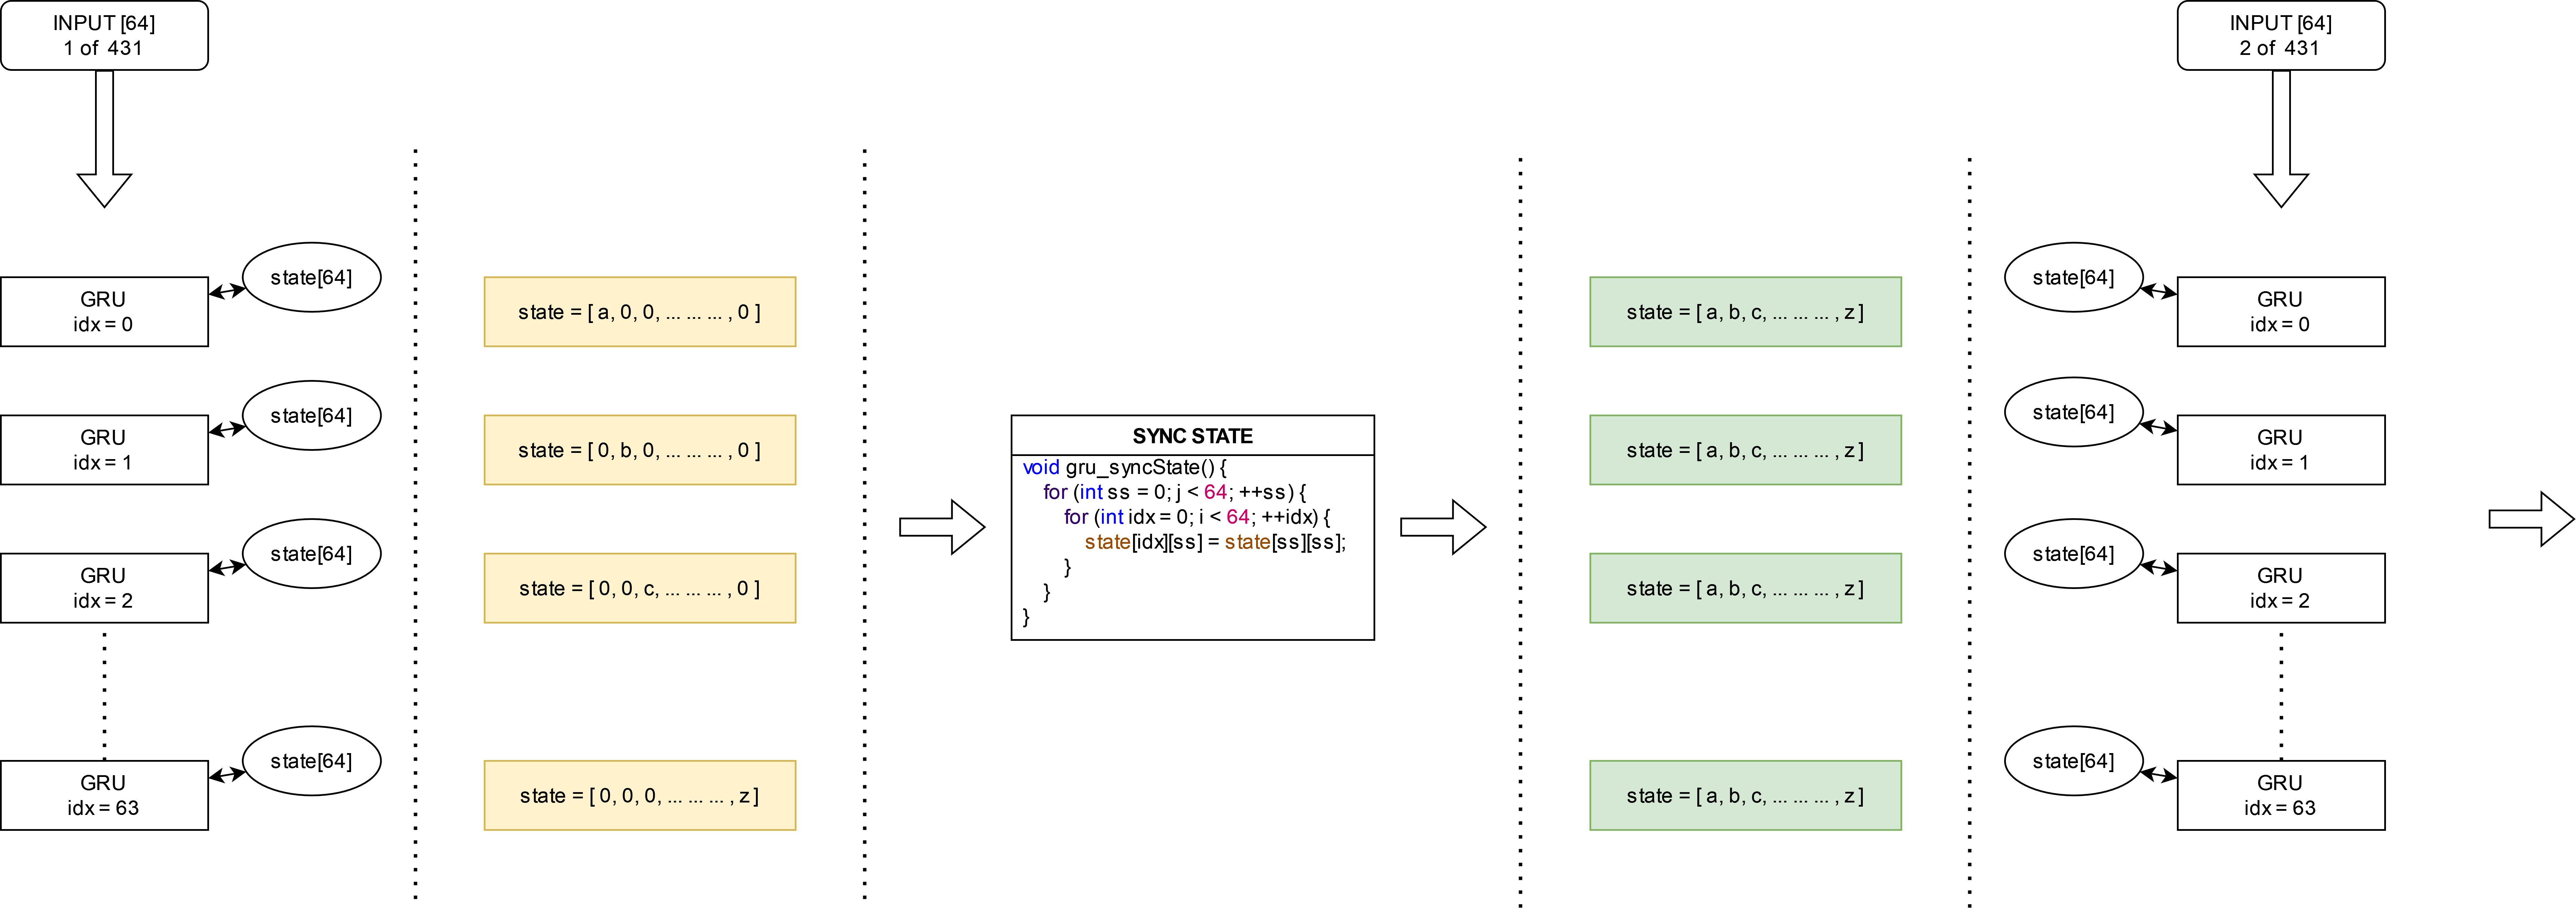 INPUT [64]
1 of 431
GRU
idx = 0
state[64]
GRU
idx = 1
state[64]
GRU
idx = 2
state[64]
GRU
idx = 63
state[64]
state = [ a, 0, 0, ... ... ... , 0 ]
state = [ 0, b, 0, ... ... ... , 0 ]
state = [ 0, 0, c, ... ... ... , 0 ]
state = [ 0, 0, 0, ... ... ... , z ]
SYNC STATE
void gru_syncState() {
for (int ss = 0; j < 64; ++ss) {
for (int idx = 0; i < 64; ++idx) {
state[idx][ss] = state[ss][ss];
}
}
}
state = [ a, b, c, ... ... ... , z ]
state = [ a, b, c, ... ... ... , z ]
state = [ a, b, c, ... ... ... , z ]
state = [ a, b, c, ... ... ... , z ]
INPUT [64]
2 of 431
state[64]
GRU
idx = 0
state[64]
GRU
idx = 1
state[64]
GRU
idx = 2
state[64]
GRU
idx = 63